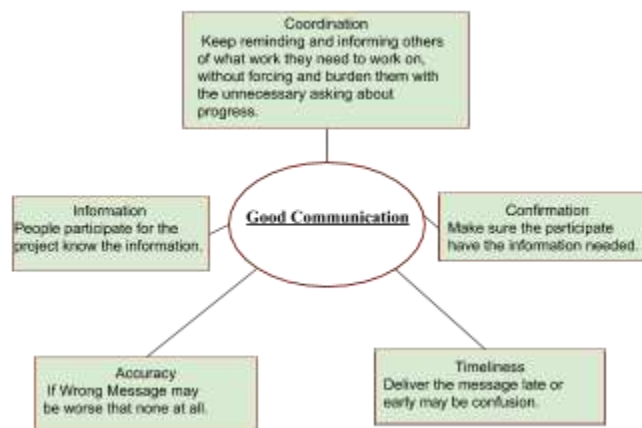 Coordination
Keep reminding and informing others
of what work they need to work on,
without forcing and burden them with
the unnecessary asking about
progress.
Information
People participate for the
project know the information.
Good Communication
Confirmation
Make sure the participate
have the information needed.
Accuracy
If Wrong Message may
be worse that none at all.
Timeliness
Deliver the message late or
early may be confusion.